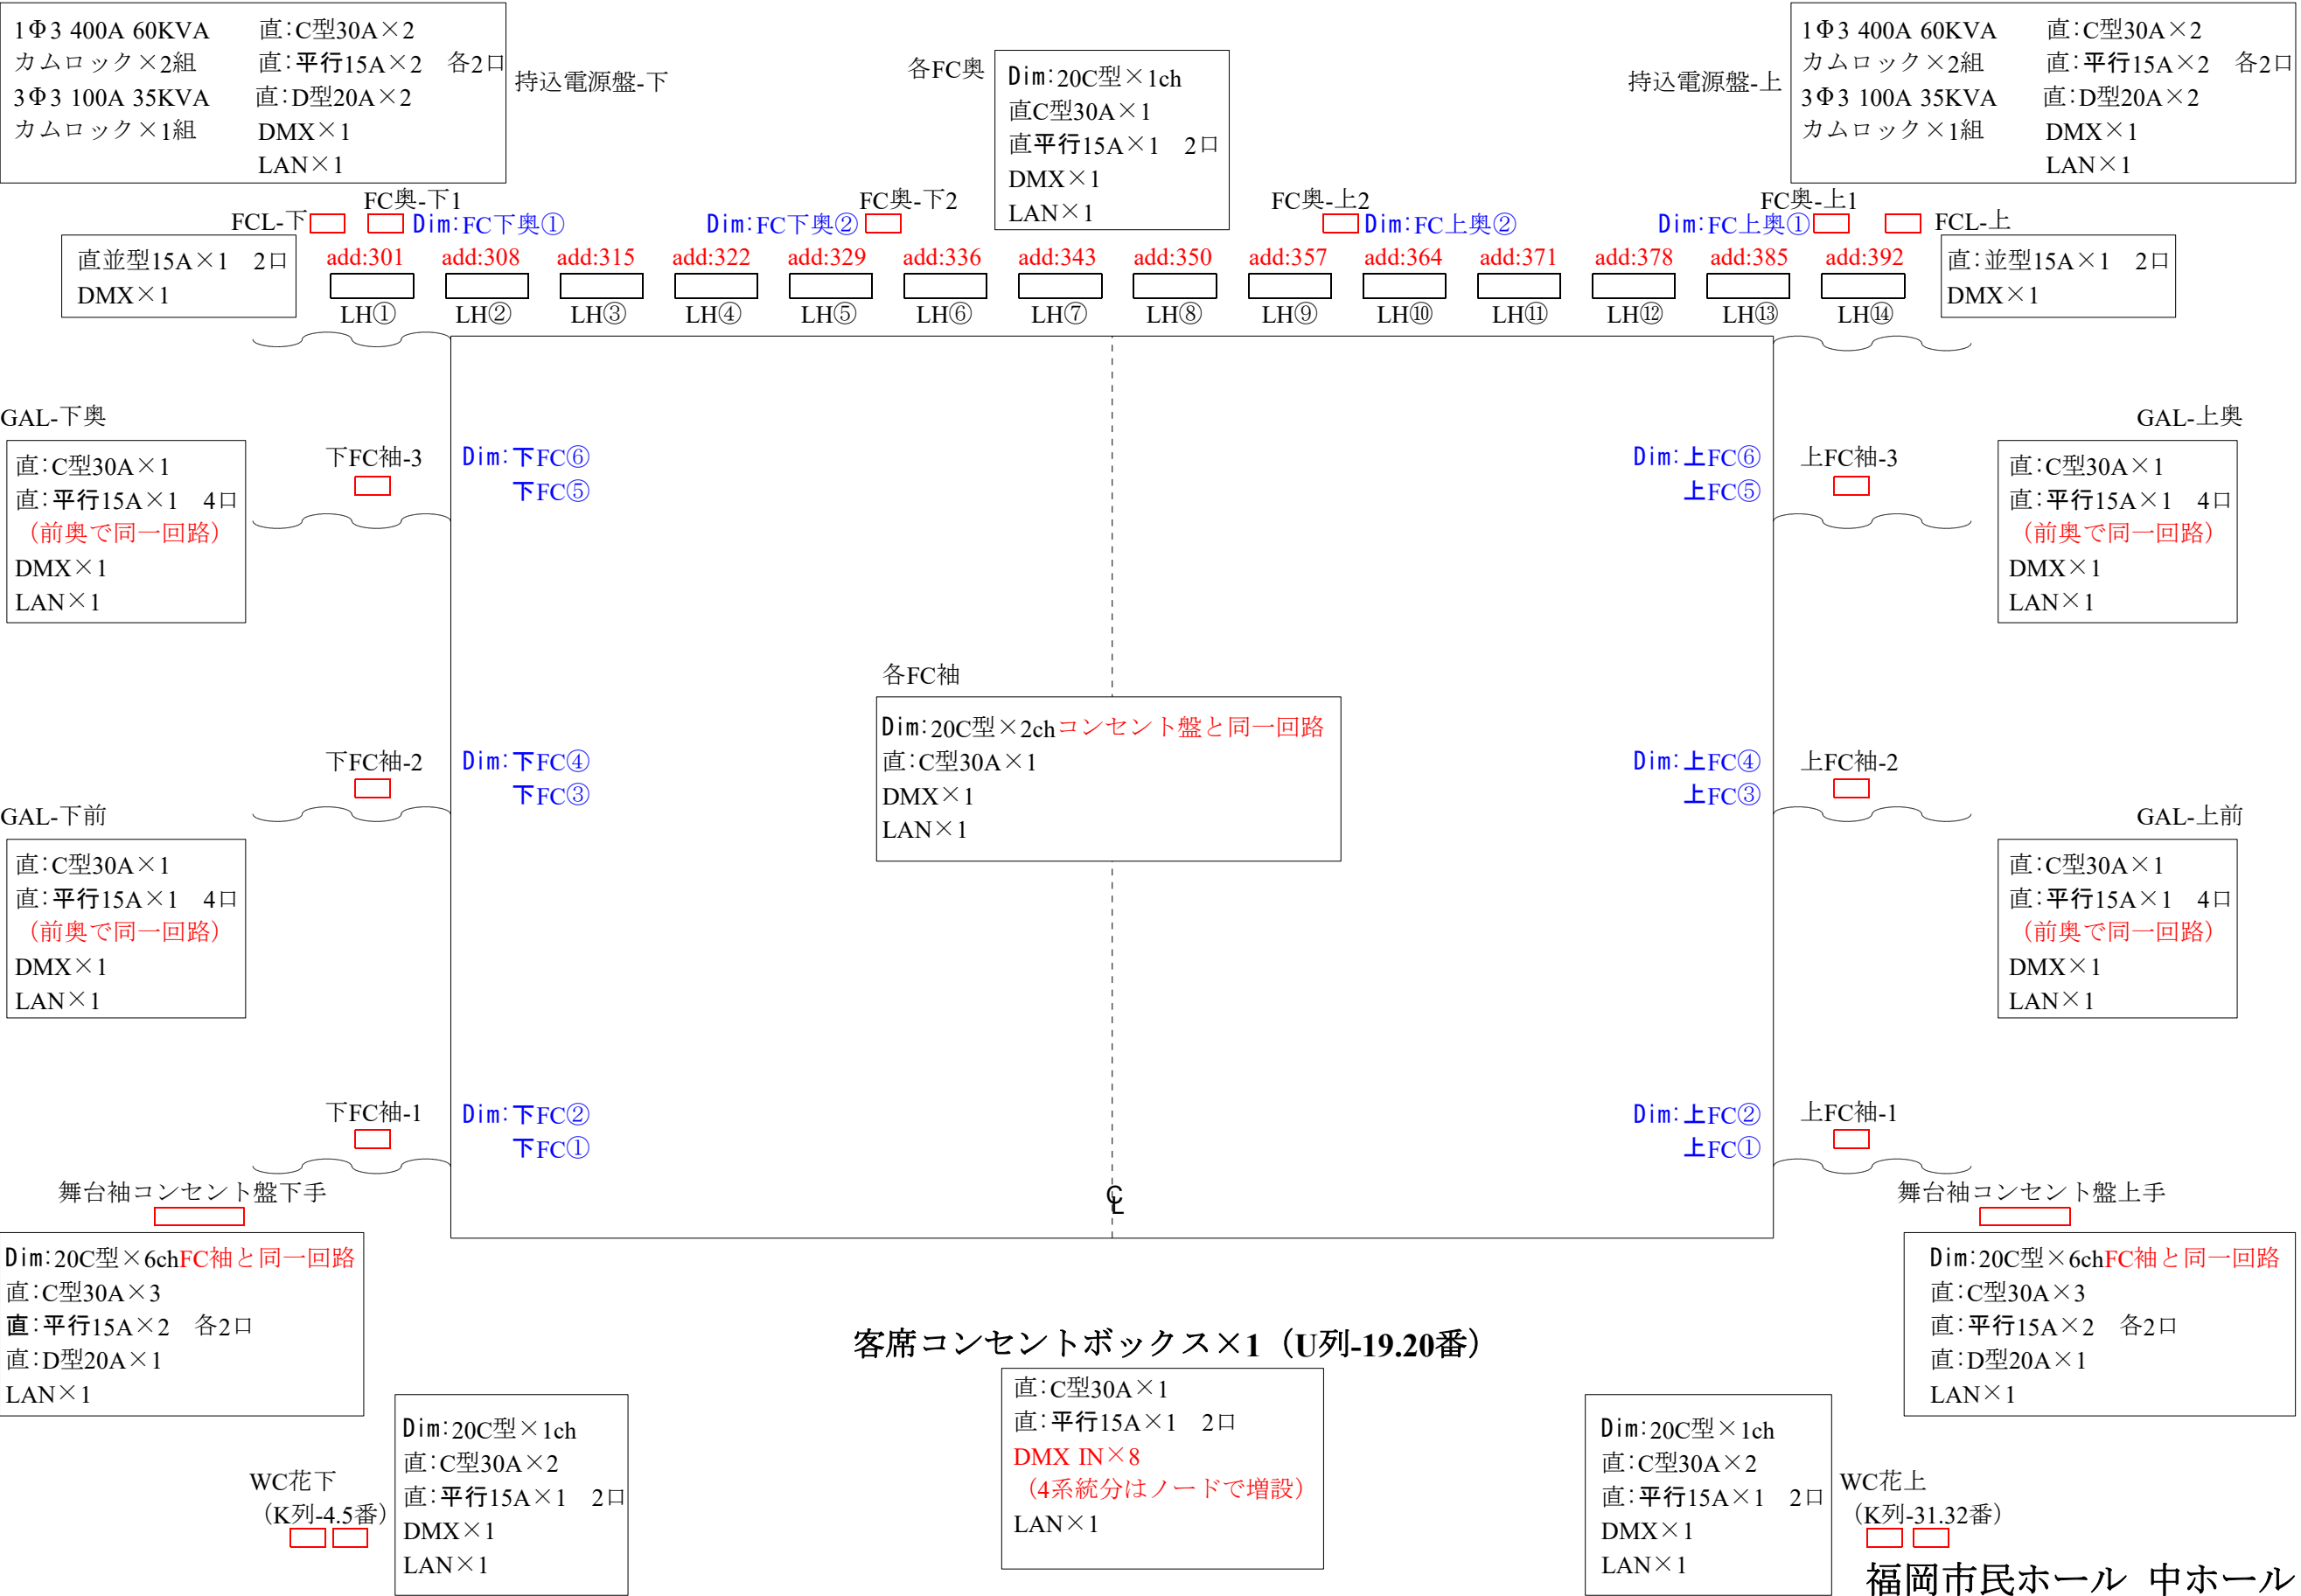 1Φ3 400A 60KVA　直:C型30A×2
カムロック×2組　直:平行15A×2　各2口
3Φ3 100A 35KVA　直:D型20A×2
カムロック×1組　DMX×1
LAN×1
持込電源盤-下
各FC奥
Dim:20C型×1ch
直C型30A×1
直平行15A×1　2口
DMX×1
LAN×1
持込電源盤-上
1Φ3 400A 60KVA　直:C型30A×2
カムロック×2組　直:平行15A×2　各2口
3Φ3 100A 35KVA　直:D型20A×2
カムロック×1組　DMX×1
LAN×1
FCL-下
FC奥-下1
Dim:FC下奥①
FC奥-下2
Dim:FC下奥②
FC奥-上2
Dim:FC上奥②
FC奥-上1
Dim:FC上奥①
FCL-上
直並型15A×1　2口
DMX×1
add:301 add:308 add:315 add:322 add:329 add:336 add:343 add:350 add:357 add:364 add:371 add:378 add:385 add:392
LH① LH② LH③ LH④ LH⑤ LH⑥ LH⑦ LH⑧ LH⑨ LH⑩ LH⑪ LH⑫ LH⑬ LH⑭
直:並型15A×1　2口
DMX×1
GAL-下奥
直:C型30A×1
直:平行15A×1　4口
（前奥で同一回路）
DMX×1
LAN×1
下FC袖-3
Dim:下FC⑥
下FC⑤
Dim:上FC⑥
上FC⑤
上FC袖-3
GAL-上奥
直:C型30A×1
直:平行15A×1　4口
（前奥で同一回路）
DMX×1
LAN×1
各FC袖
Dim:20C型×2chコンセント盤と同一回路
直:C型30A×1
DMX×1
LAN×1
下FC袖-2
Dim:下FC④
下FC③
Dim:上FC④
上FC③
上FC袖-2
GAL-下前
直:C型30A×1
直:平行15A×1　4口
（前奥で同一回路）
DMX×1
LAN×1
GAL-上前
直:C型30A×1
直:平行15A×1　4口
（前奥で同一回路）
DMX×1
LAN×1
下FC袖-1
Dim:下FC②
下FC①
Dim:上FC②
上FC①
上FC袖-1
℄
舞台袖コンセント盤下手
Dim:20C型×6chFC袖と同一回路
直:C型30A×3
直:平行15A×2　各2口
直:D型20A×1
LAN×1
舞台袖コンセント盤上手
Dim:20C型×6chFC袖と同一回路
直:C型30A×3
直:平行15A×2　各2口
直:D型20A×1
LAN×1
客席コンセントボックス×1（U列-19.20番）
直:C型30A×1
直:平行15A×1　2口
DMX IN×8
（4系統分はノードで増設）
LAN×1
WC花下
（K列-4.5番）
Dim:20C型×1ch
直:C型30A×2
直:平行15A×1　2口
DMX×1
LAN×1
Dim:20C型×1ch
直:C型30A×2
直:平行15A×1　2口
DMX×1
LAN×1
WC花上
（K列-31.32番）
福岡市民ホール 中ホール